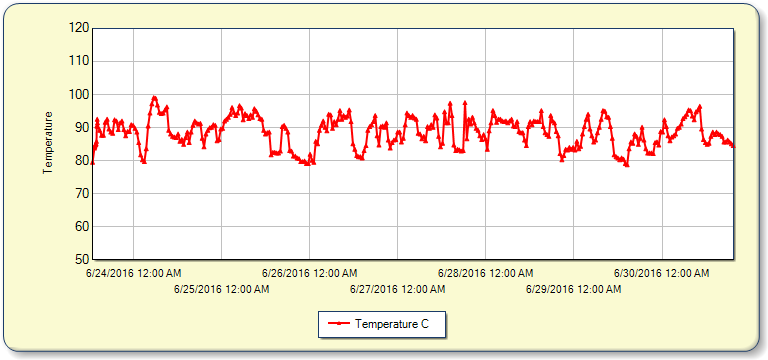 120
110
100
90
80
70
60
50
Temperature
6/24/2016 12:00 AM
6/25/2016 12:00 AM
6/26/2016 12:00 AM
6/27/2016 12:00 AM
6/28/2016 12:00 AM
6/29/2016 12:00 AM
6/30/2016 12:00 AM
Temperature C